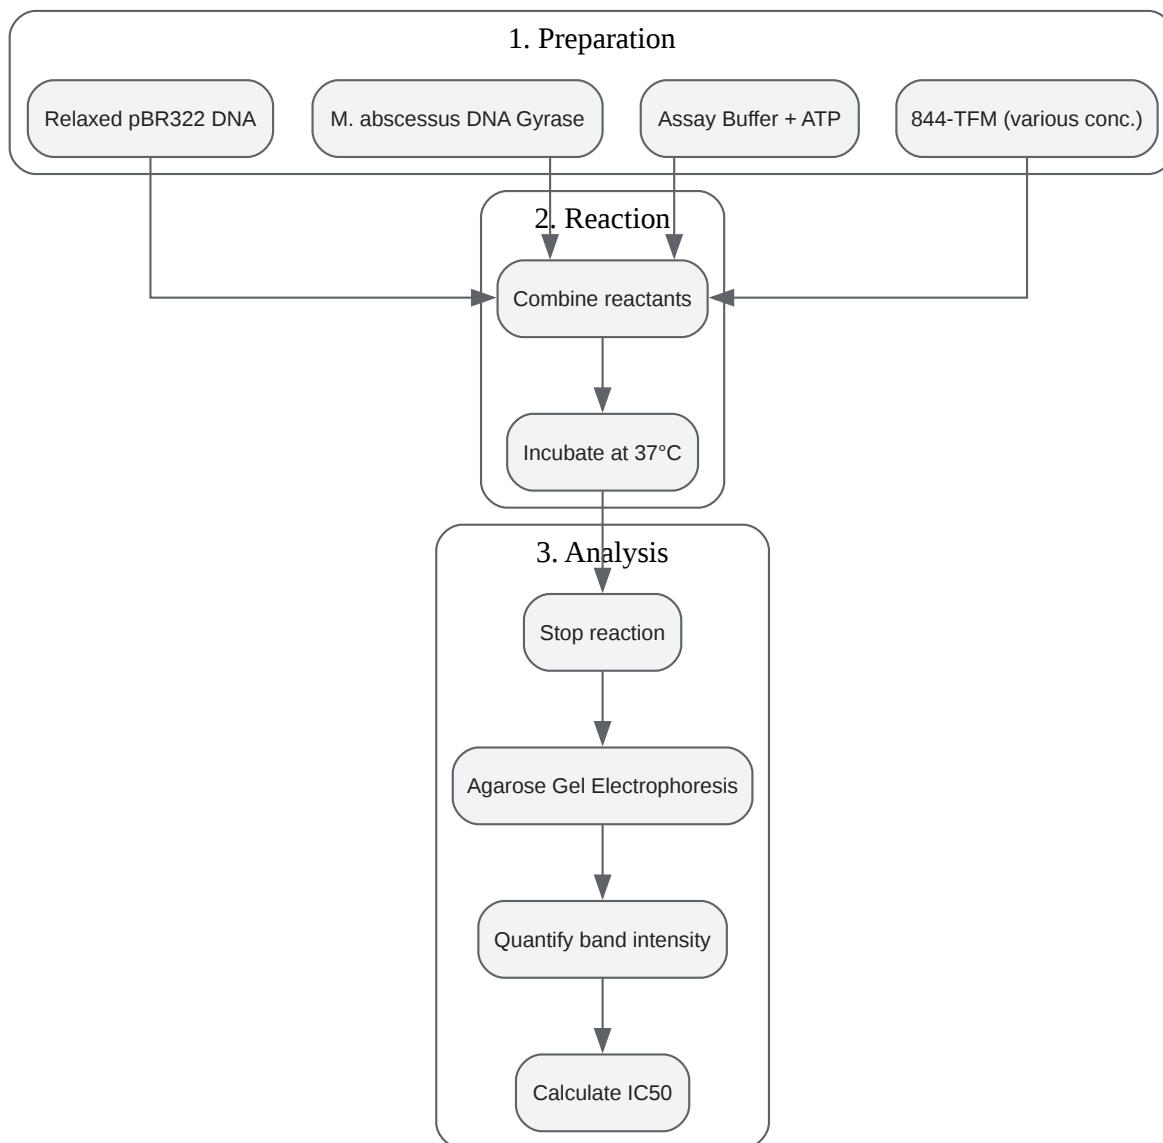 1. Preparation
Relaxed pBR322 DNA
M. abscessus DNA Gyrase
Assay Buffer + ATP
844-TFM (various conc.)
2. Reaction
Combine reactants
Incubate at 37°C
3. Analysis
Stop reaction
Agarose Gel Electrophoresis
Quantify band intensity
Calculate IC50